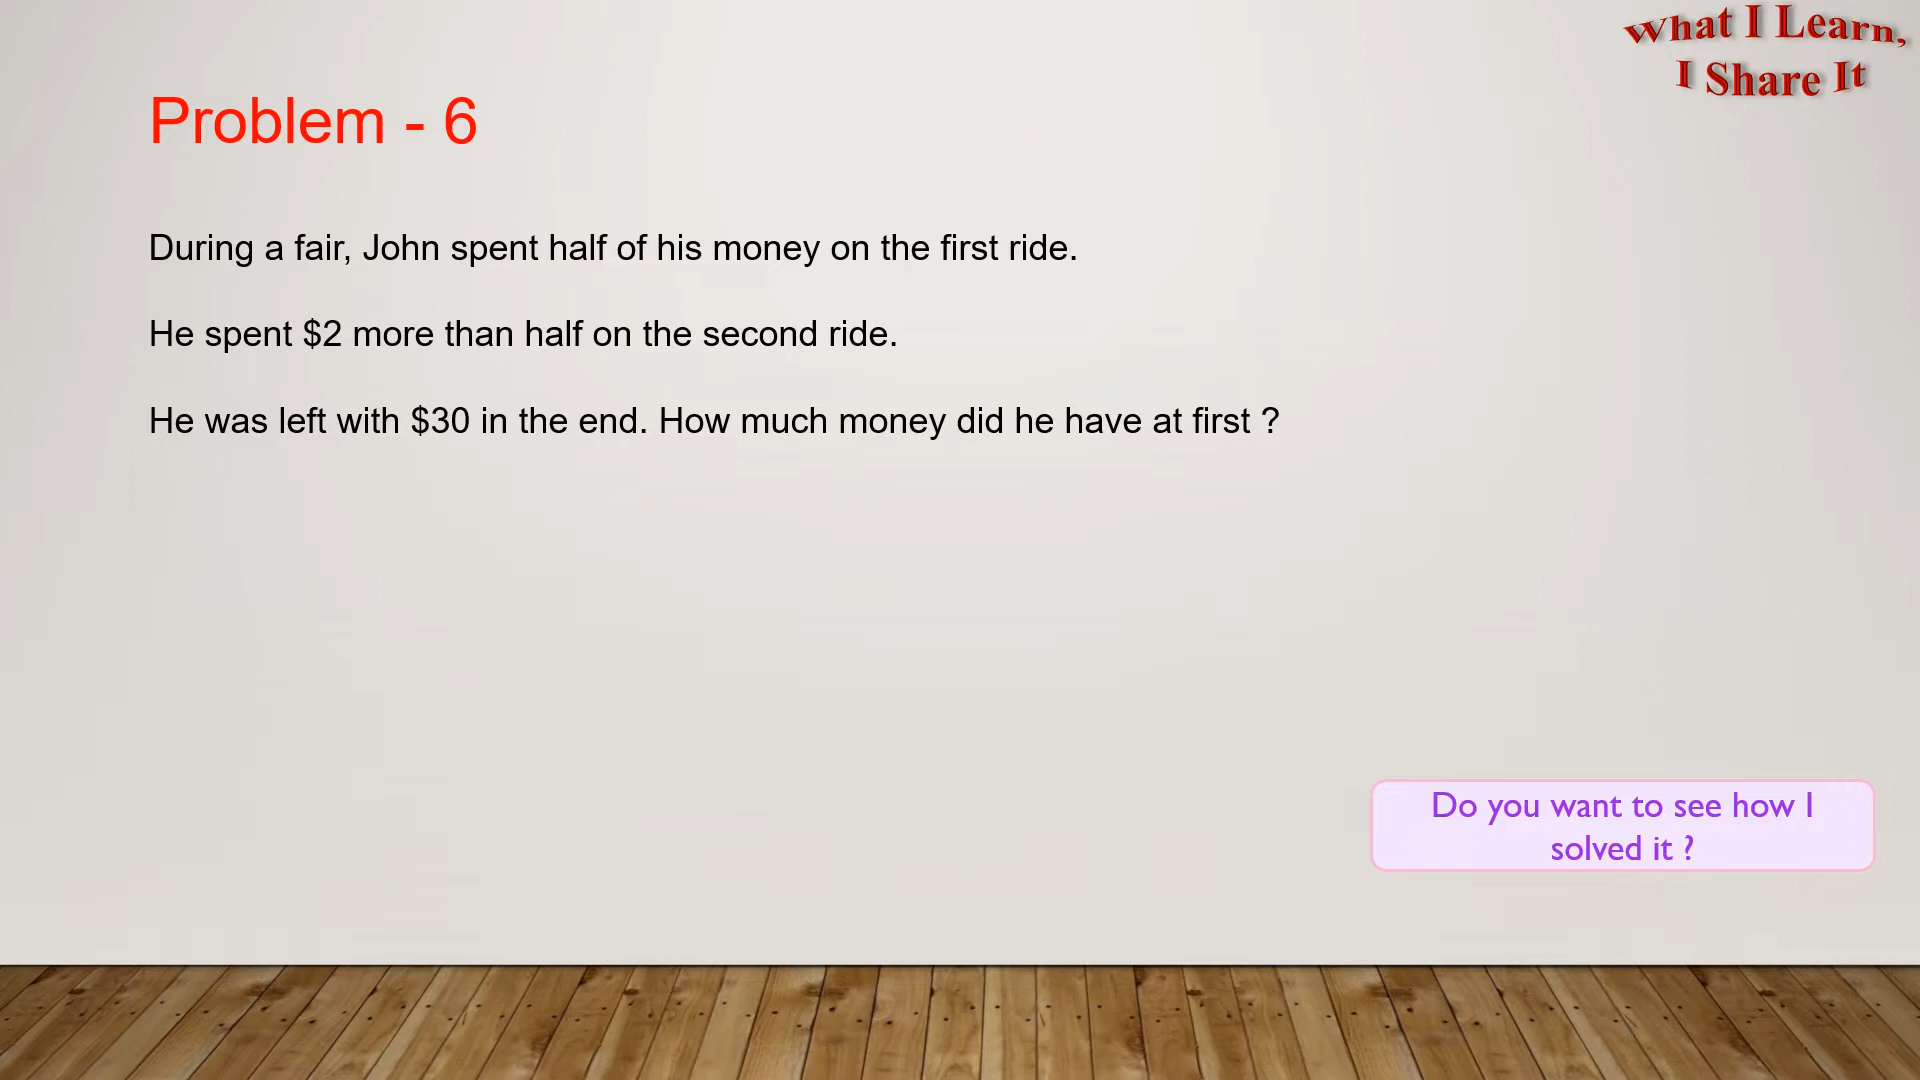 What I Learn,
I Share It
Problem - 6
During a fair, John spent half of his money on the first ride.
He spent $2 more than half on the second ride.
He was left with $30 in the end. How much money did he have at first ?
Do you want to see how I
solved it ?